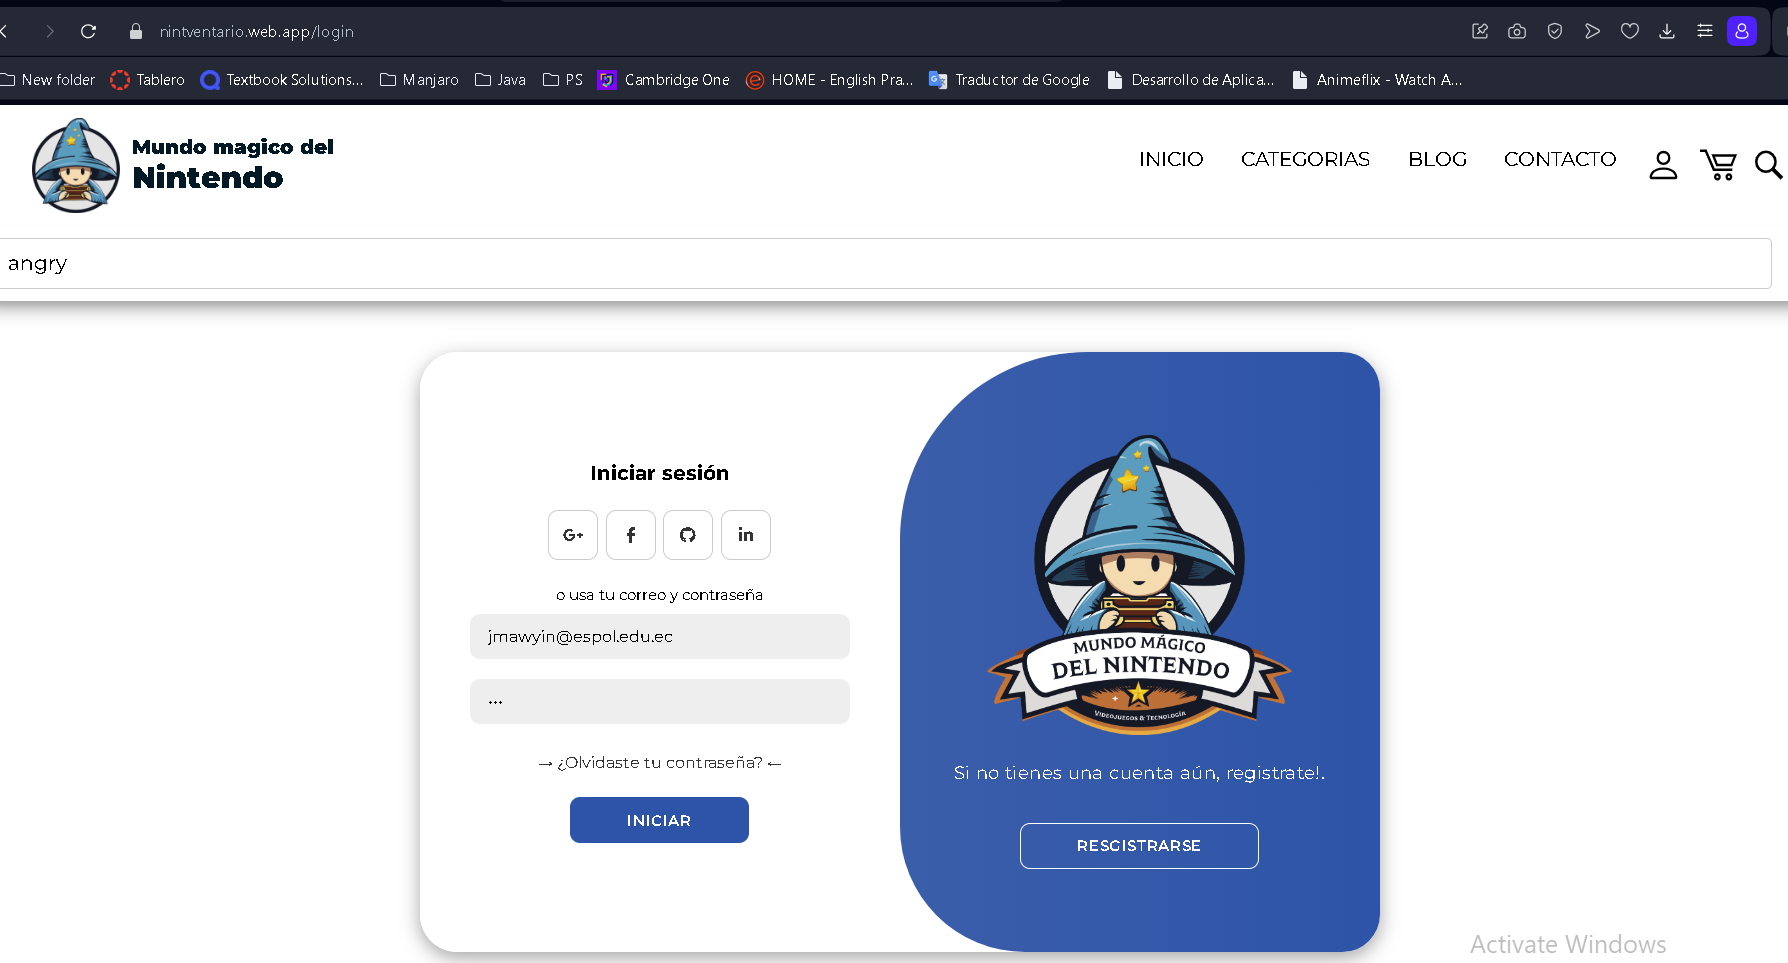 nintventario.web.app/login
New folder
Tablero
Textbook Solutions...
Manjaro
Java
PS
Cambridge One
HOME - English Pra...
Traductor de Google
Desarrollo de Aplica...
Animeflix - Watch A...
Mundo magico del
Nintendo
INICIO
CATEGORIAS
BLOG
CONTACTO
angry
Iniciar sesión
G+
f
in
o usa tu correo y contraseña
jmawyin@espol.edu.ec
→ ¿Olvidaste tu contraseña? ←
INICIAR
MUNDO MÁGICO
DEL NINTENDO
VIDEOJUEGOS & TECNOLOGÍA
Si no tienes una cuenta aún, registrate!.
RESGISTRARSE
Activate Windows